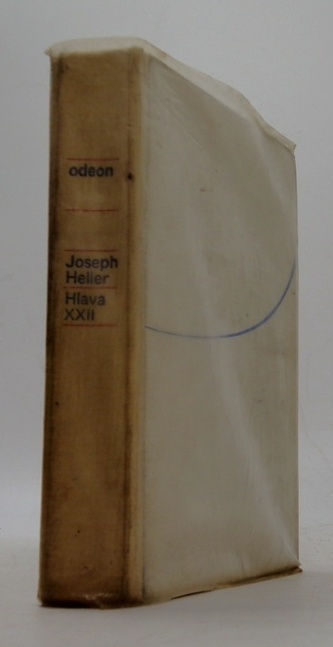 odeon
Joseph
Heller
Hlava
XXII